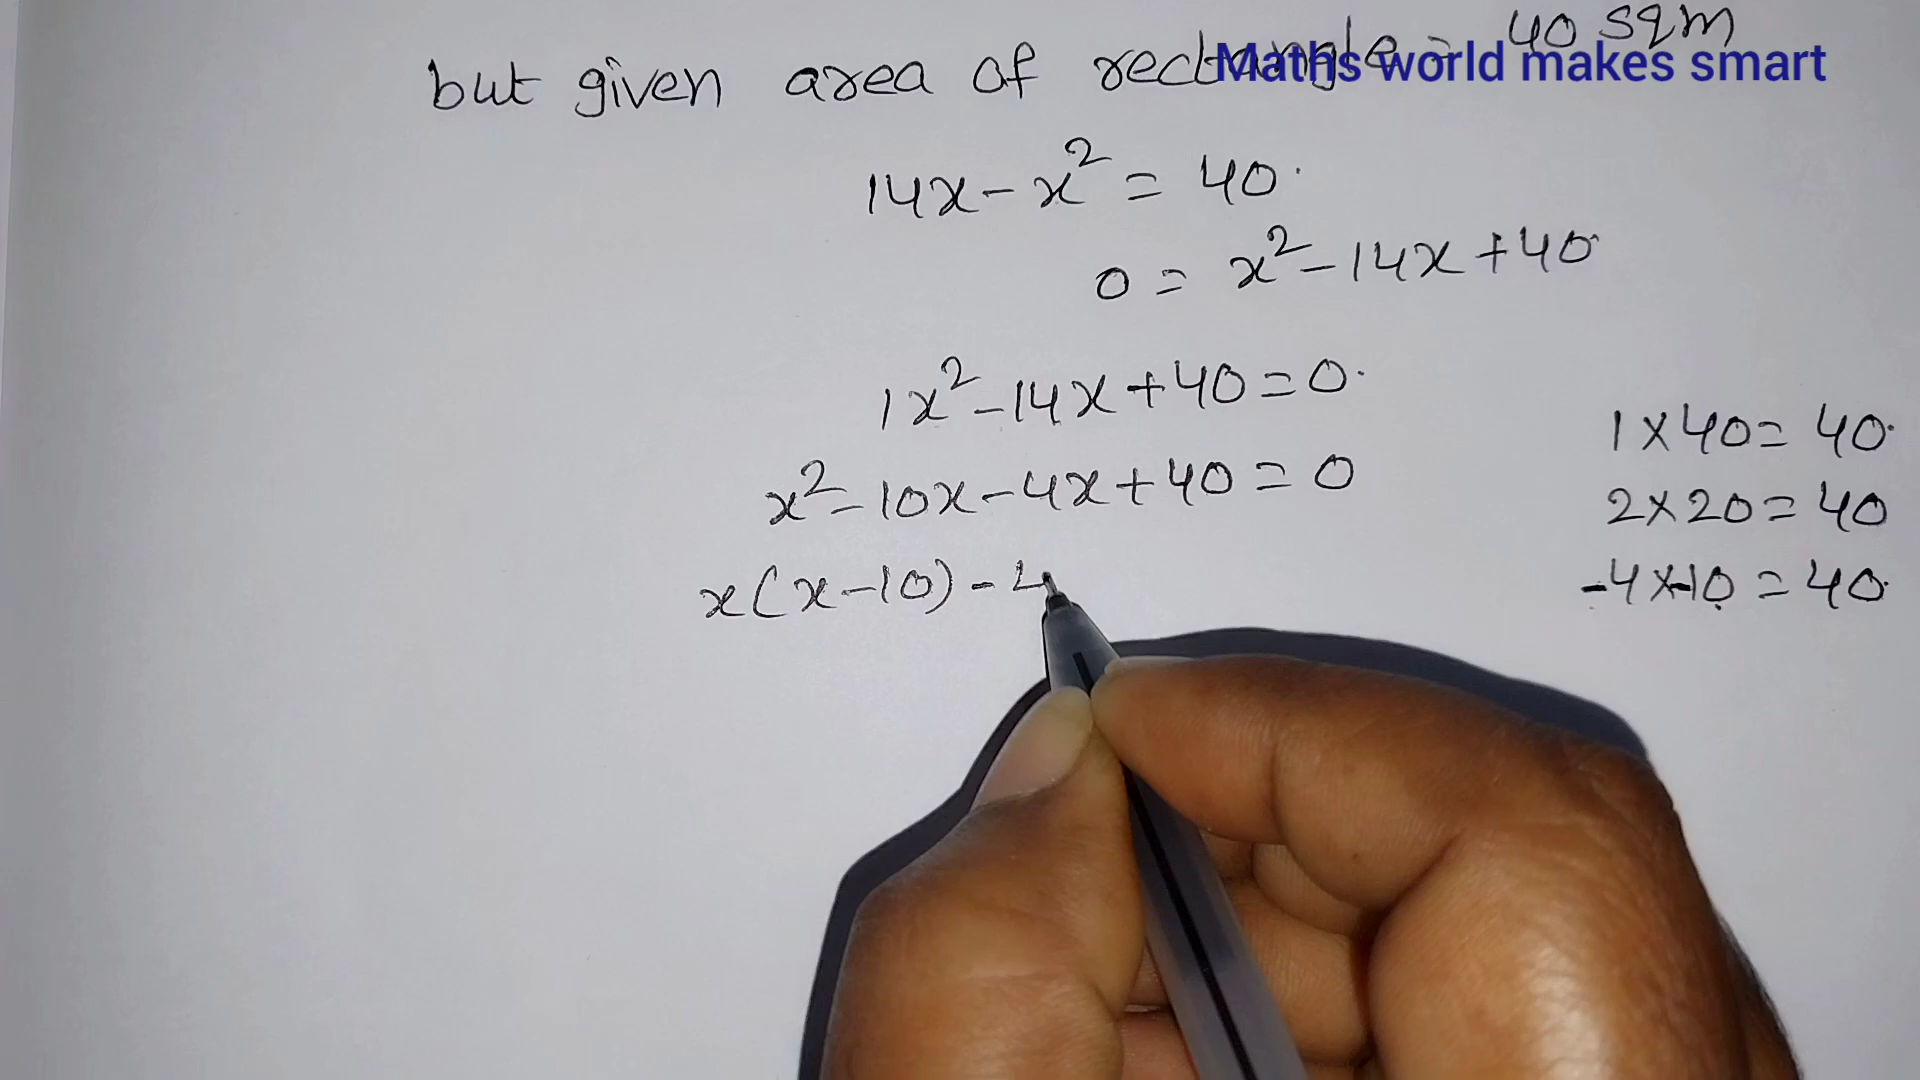 but given area of rectangle = 40 sqm
Maths world makes smart
14x - x² = 40.
0 = x² - 14x + 40.
1x² - 14x + 40 = 0.
x² - 10x - 4x + 40 = 0
x(x - 10) - 4
1 × 40 = 40.
2 × 20 = 40
-4 × -10 = 40.